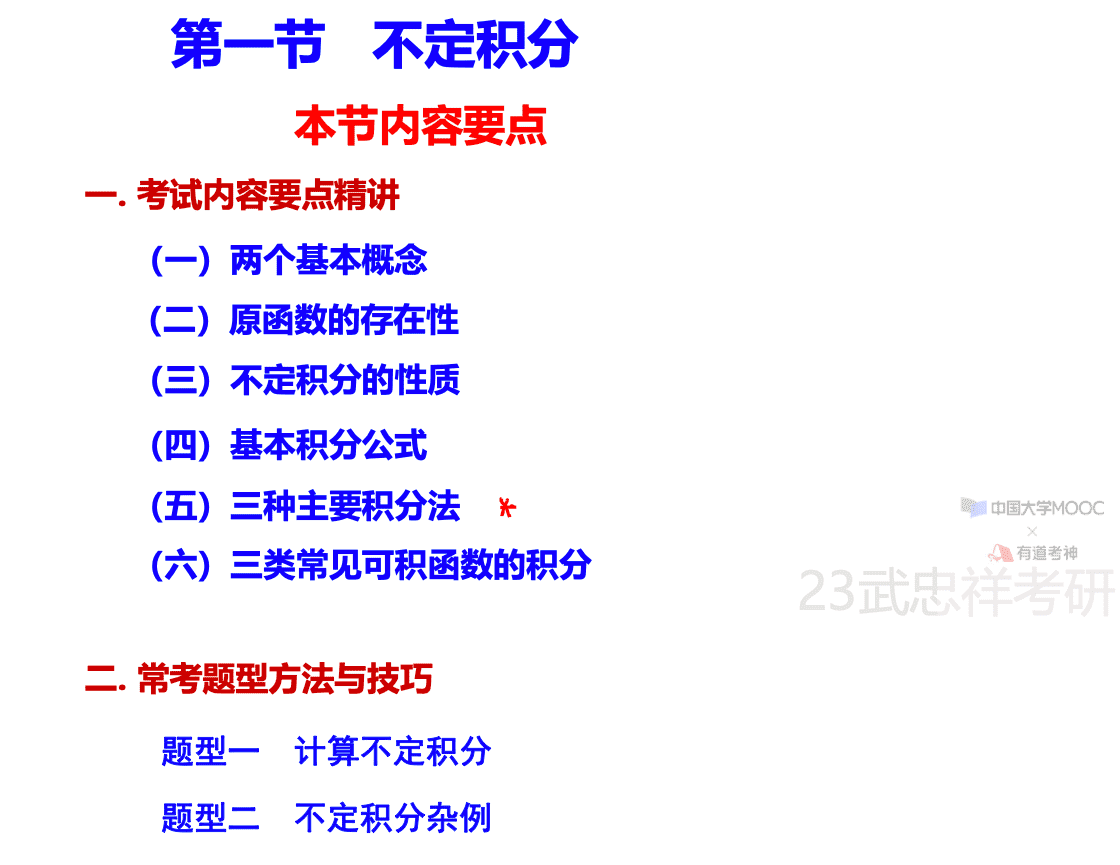 第一节 不定积分
本节内容要点
一. 考试内容要点精讲
(一) 两个基本概念
(二) 原函数的存在性
(三) 不定积分的性质
(四) 基本积分公式
(五) 三种主要积分法 *
(六) 三类常见可积函数的积分
中国大学MOOC
×
有道考神
23武忠祥考研
二. 常考题型方法与技巧
题型一 计算不定积分
题型二 不定积分杂例